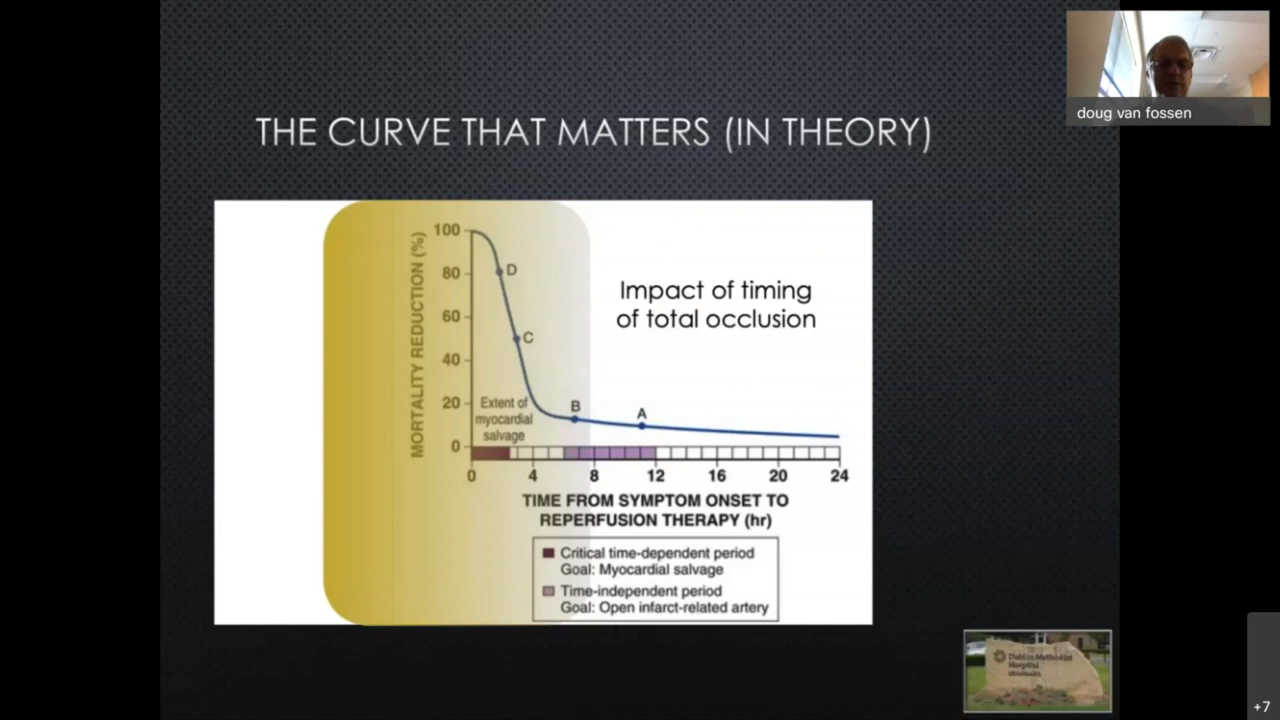 THE CURVE THAT MATTERS (IN THEORY)
doug van fossen
Impact of timing
of total occlusion
MORTALITY REDUCTION (%)
100
80
60
40
20
0
D
C
B
A
Extent of
myocardial
salvage
0 4 8 12 16 20 24
TIME FROM SYMPTOM ONSET TO
REPERFUSION THERAPY (hr)
Critical time-dependent period
Goal: Myocardial salvage
Time-independent period
Goal: Open infarct-related artery
Dublin Methodist
Hospital
+7